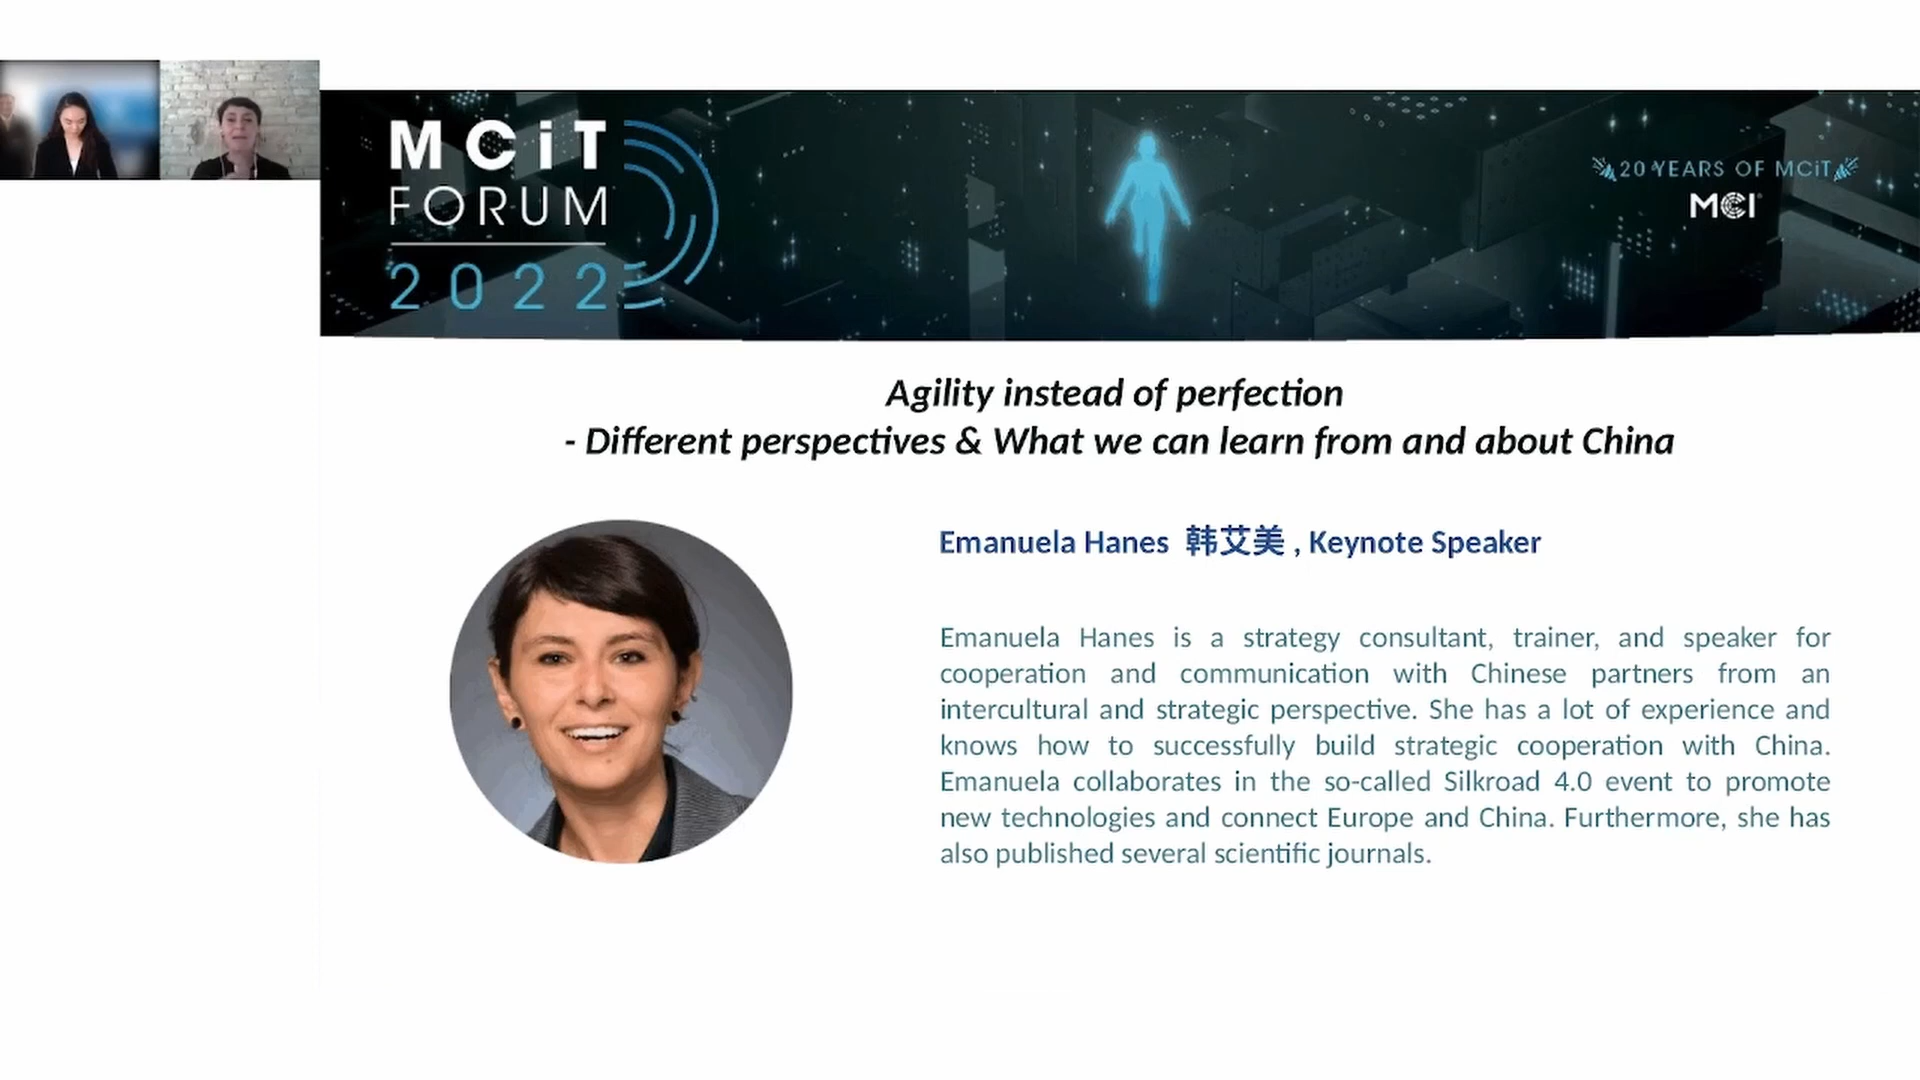 MCiT
FORUM
2022
20 YEARS OF MCiT
MCI
Agility instead of perfection
- Different perspectives & What we can learn from and about China
Emanuela Hanes 韩艾美 , Keynote Speaker
Emanuela Hanes is a strategy consultant, trainer, and speaker for
cooperation and communication with Chinese partners from an
intercultural and strategic perspective. She has a lot of experience and
knows how to successfully build strategic cooperation with China.
Emanuela collaborates in the so-called Silkroad 4.0 event to promote
new technologies and connect Europe and China. Furthermore, she has
also published several scientific journals.